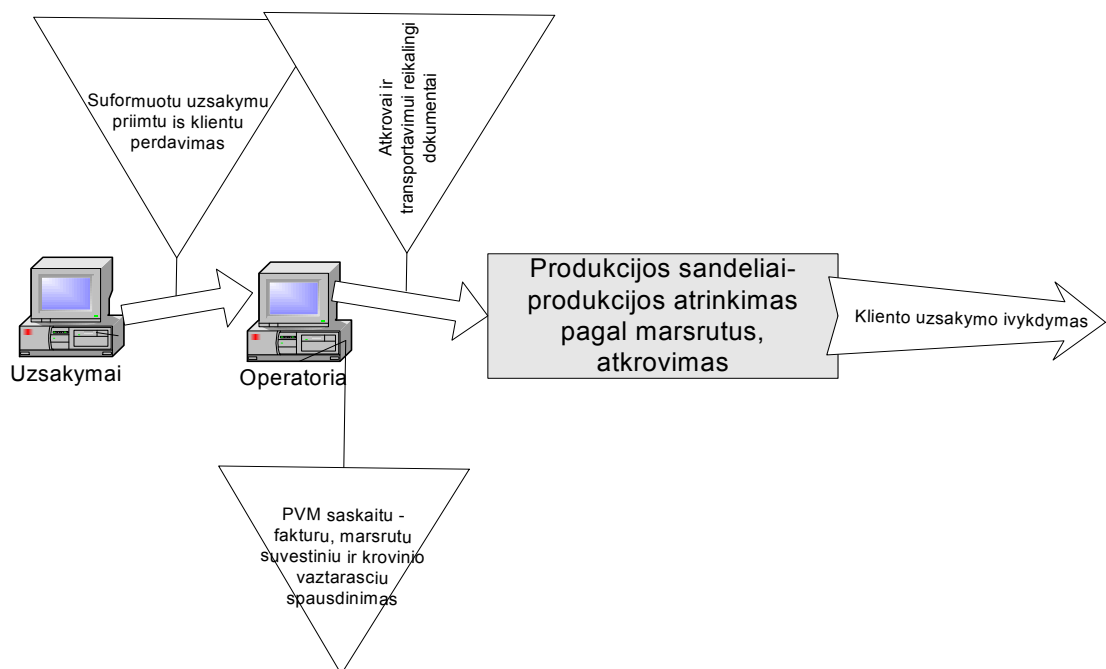 Suformuotu uzsakymu
priimtu is klientu
perdavimas
Atkrovai ir
transportavimui reikalingi
dokumentai
Uzsakymai
Operatoria
Produkcijos sandeliai-
produkcijos atrinkimas
pagal marsrutus,
atkrovimas
Kliento uzsakymo ivykdymas
PVM saskaitu -
fakturu, marsrutu
suvestiniu ir krovinio
vaztarasciu
spausdinimas